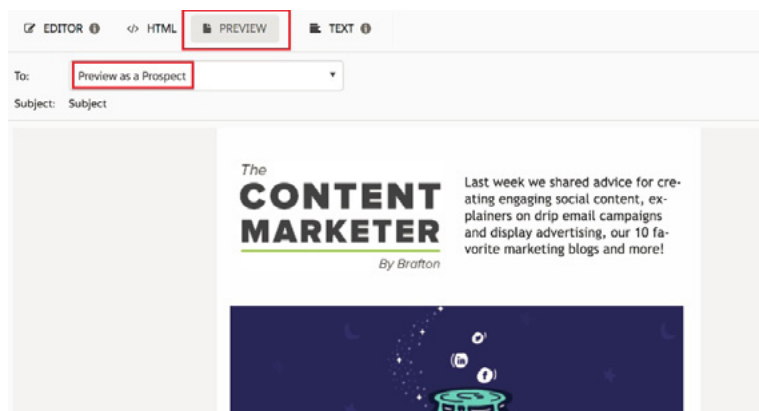 EDITOR </> HTML PREVIEW TEXT
To: Preview as a Prospect
Subject: Subject
The
CONTENT
MARKETER
By Brafton
Last week we shared advice for cre-
ating engaging social content, ex-
plainers on drip email campaigns
and display advertising, our 10 fa-
vorite marketing blogs and more!
in
f